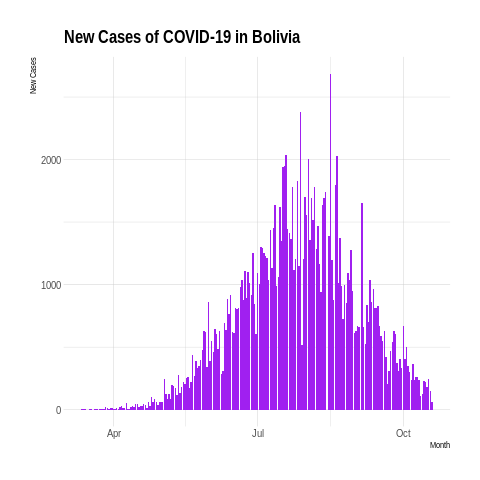 New Cases of COVID-19 in Bolivia
New Cases
2000
1000
0
Apr Jul Oct
Month